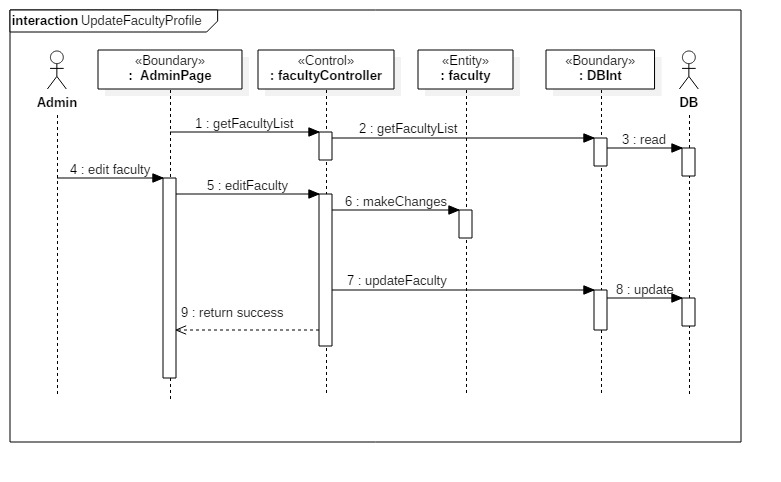 interaction UpdateFacultyProfile
«Boundary»
: AdminPage
«Control»
: facultyController
«Entity»
: faculty
«Boundary»
: DBInt
Admin
DB
1 : getFacultyList
2 : getFacultyList
3 : read
4 : edit faculty
5 : editFaculty
6 : makeChanges
7 : updateFaculty
8 : update
9 : return success